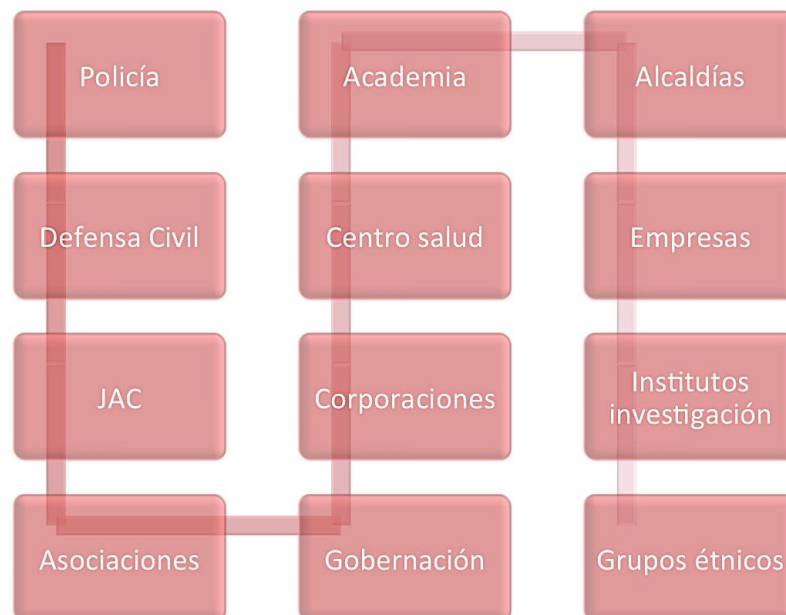 Policía
Defensa Civil
JAC
Asociaciones
Gobernación
Corporaciones
Centro salud
Academia
Alcaldías
Empresas
Institutos
investigación
Grupos étnicos